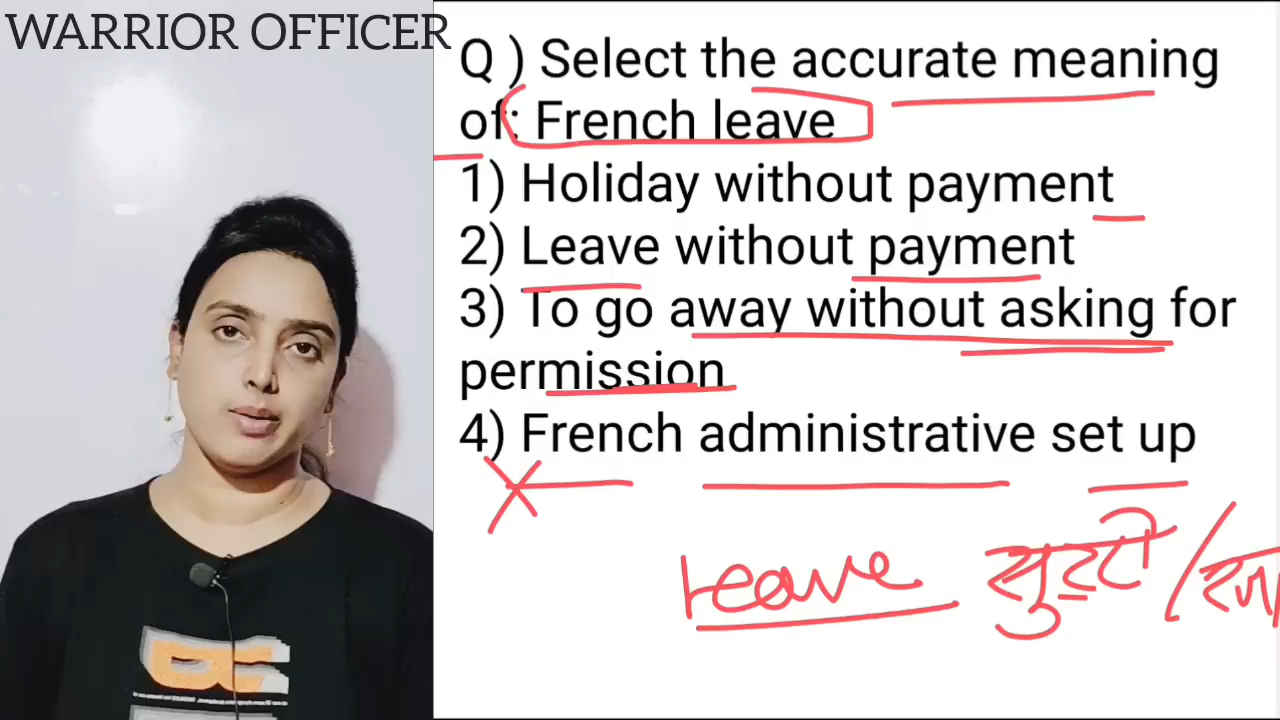 WARRIOR OFFICER
Q ) Select the accurate meaning
of: French leave
1) Holiday without payment
2) Leave without payment
3) To go away without asking for
permission
4) French administrative set up
leave सुटटी /